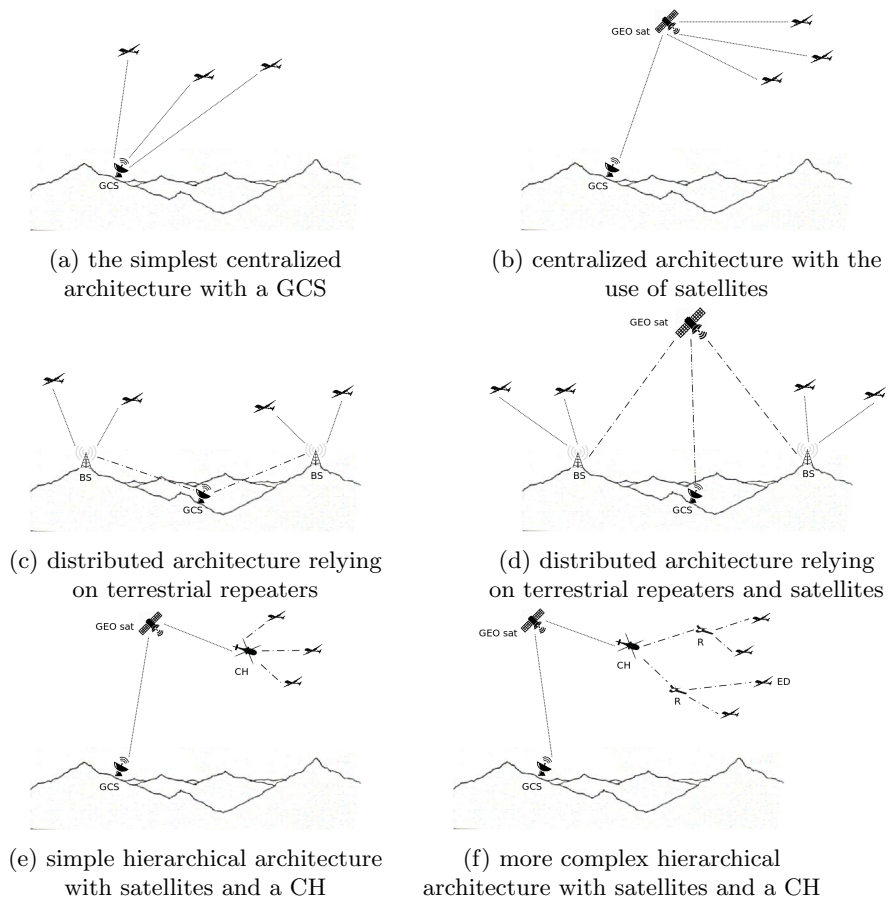 GEO sat
GCS
GCS
(a) the simplest centralized
architecture with a GCS
(b) centralized architecture with the
use of satellites
GEO sat
BS
BS
GCS
BS
BS
GCS
(c) distributed architecture relying
on terrestrial repeaters
(d) distributed architecture relying
on terrestrial repeaters and satellites
GEO sat
CH
GCS
GEO sat
CH
R
R
ED
GCS
(e) simple hierarchical architecture
with satellites and a CH
(f) more complex hierarchical
architecture with satellites and a CH